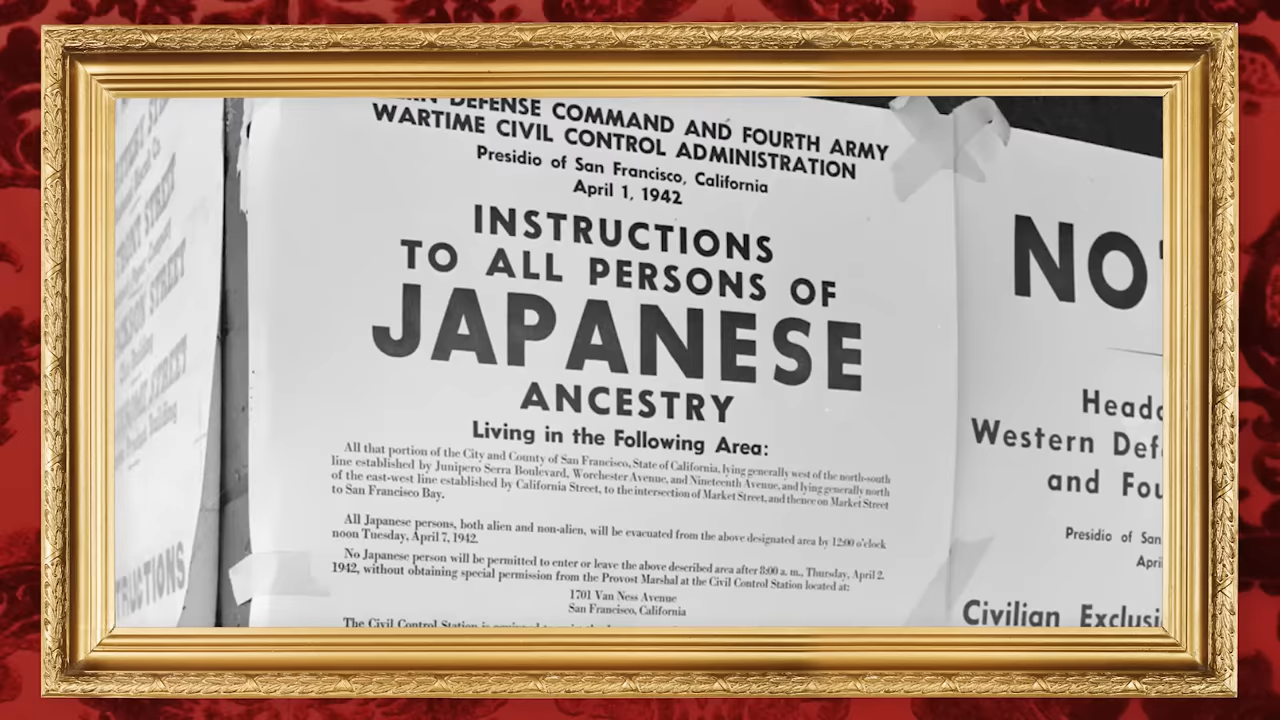 DEFENSE COMMAND AND FOURTH ARMY
WARTIME CIVIL CONTROL ADMINISTRATION
Presidio of San Francisco, California
April 1, 1942
INSTRUCTIONS
TO ALL PERSONS OF
JAPANESE
ANCESTRY
Living in the Following Area:
All that portion of the City and County of San Francisco, State of California, lying generally west of the north-south
line established by Junipero Serra Boulevard, Worchester Avenue, and Nineteenth Avenue, and lying generally north
of the east-west line established by California Street, to the intersection of Market Street, and thence on Market Street
to San Francisco Bay.
All Japanese persons, both alien and non-alien, will be evacuated from the above designated area by 12:00 o'clock
noon Tuesday, April 7, 1942.
No Japanese person will be permitted to enter or leave the above described area after 8:00 a. m., Thursday, April 2,
1942, without obtaining special permission from the Provost Marshal at the Civil Control Station located at:
1701 Van Ness Avenue
San Francisco, California
The Civil Control Station is
NO
Head
Western Def
and Fou
Presidio of San
Apri
Civilian Exclusi
STREET
STREET
STREET
TRUCTIONS